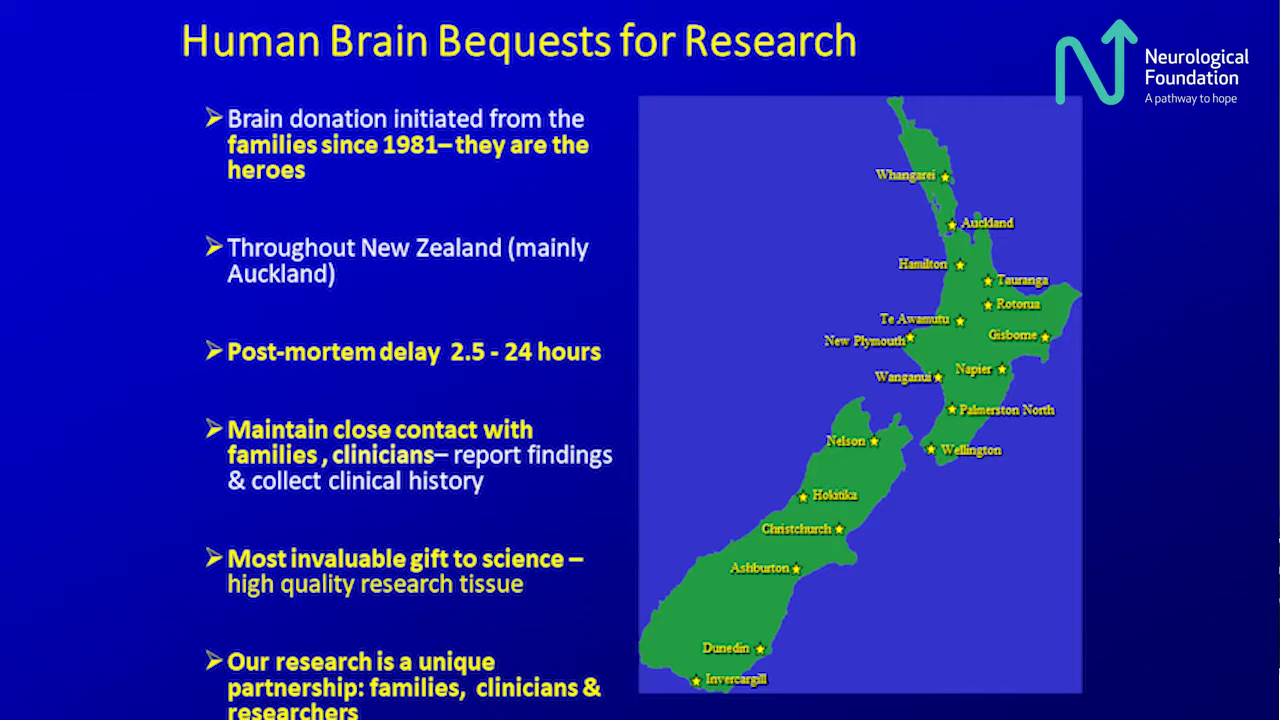 Human Brain Bequests for Research
Neurological
Foundation
A pathway to hope
Brain donation initiated from the
families since 1981– they are the
heroes
Throughout New Zealand (mainly
Auckland)
Post-mortem delay 2.5 - 24 hours
Maintain close contact with
families , clinicians– report findings
& collect clinical history
Most invaluable gift to science –
high quality research tissue
Our research is a unique
partnership: families, clinicians &
researchers
Whangarei
Auckland
Hamilton
Tauranga
Rotorua
Te Awamutu
Gisborne
New Plymouth
Napier
Wanganui
Palmerston North
Nelson
Wellington
Hokitika
Christchurch
Ashburton
Dunedin
Invercargill